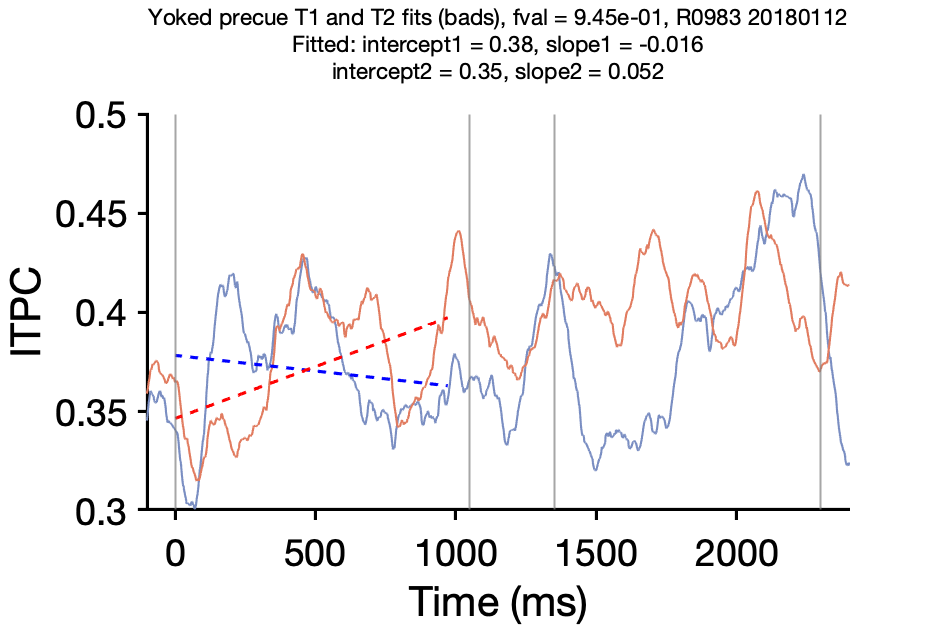 Yoked precue T1 and T2 fits (bads), fval = 9.45e-01, R0983 20180112
Fitted: intercept1 = 0.38, slope1 = -0.016
intercept2 = 0.35, slope2 = 0.052
0.5
0.45
0.4
0.35
0.3
ITPC
0 500 1000 1500 2000
Time (ms)